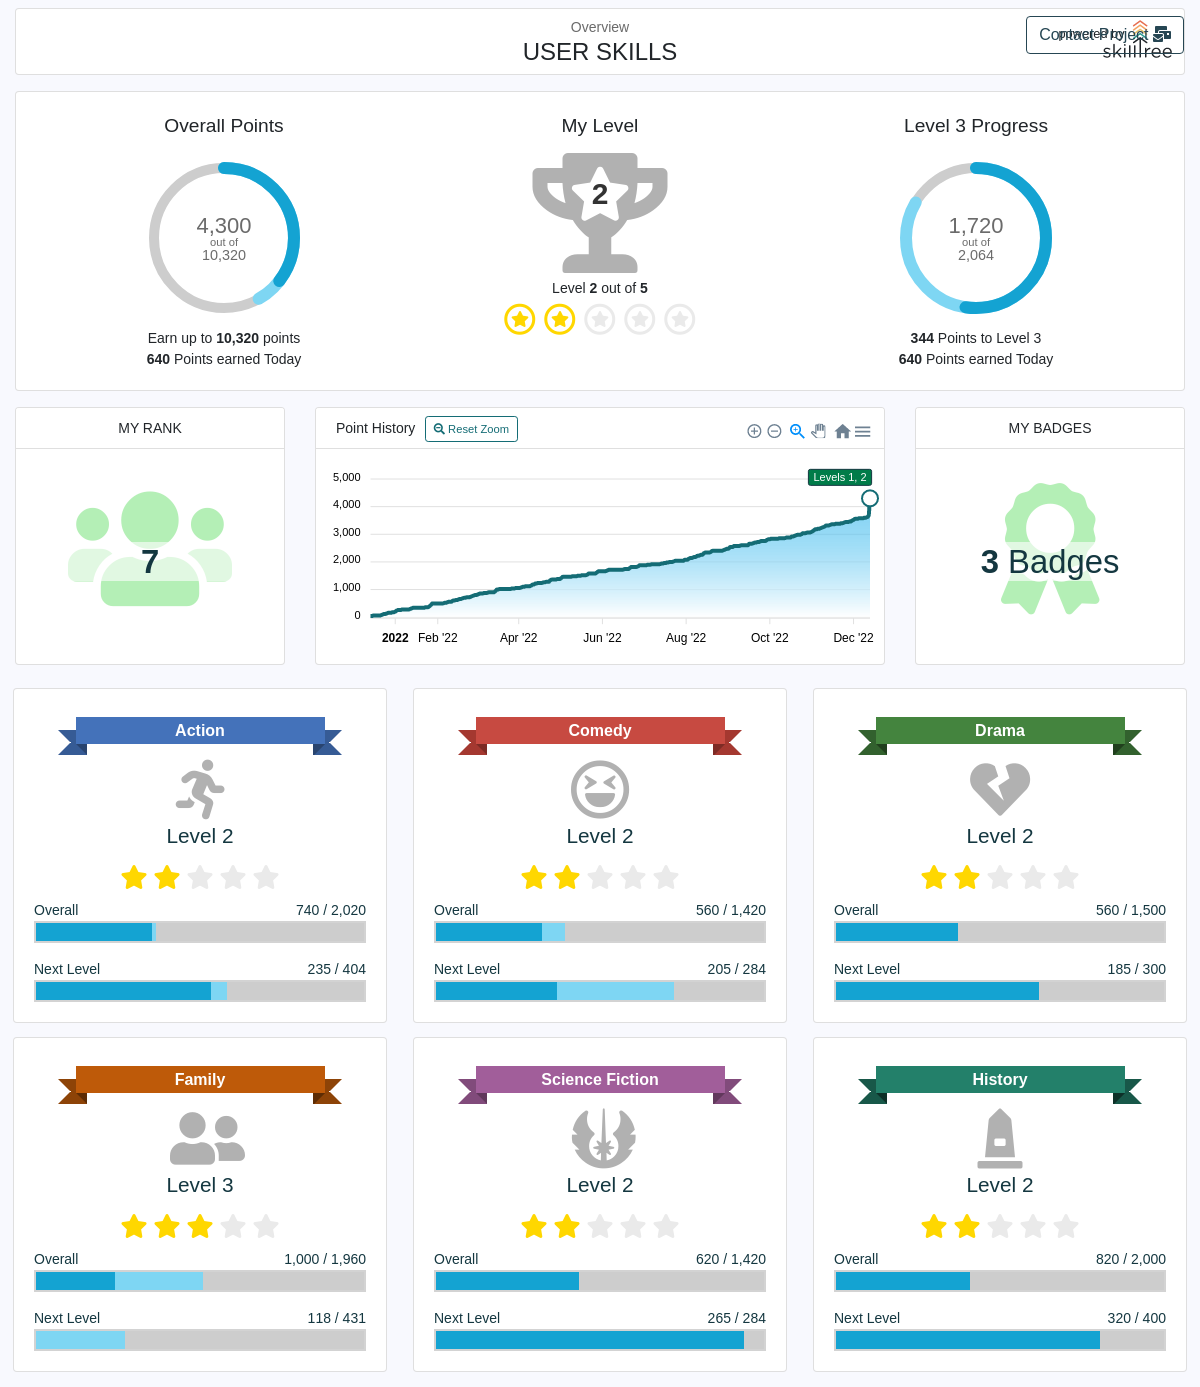 Overview
USER SKILLS
Contact Project
powered by
skilltree
Overall Points
4,300
out of
10,320
Earn up to 10,320 points
640 Points earned Today
My Level
2
Level 2 out of 5
Level 3 Progress
1,720
out of
2,064
344 Points to Level 3
640 Points earned Today
MY RANK
7
Point History
Reset Zoom
Levels 1, 2
5,000
4,000
3,000
2,000
1,000
0
2022 Feb '22 Apr '22 Jun '22 Aug '22 Oct '22 Dec '22
MY BADGES
3 Badges
Action
Level 2
Overall 740 / 2,020
Next Level 235 / 404
Comedy
Level 2
Overall 560 / 1,420
Next Level 205 / 284
Drama
Level 2
Overall 560 / 1,500
Next Level 185 / 300
Family
Level 3
Overall 1,000 / 1,960
Next Level 118 / 431
Science Fiction
Level 2
Overall 620 / 1,420
Next Level 265 / 284
History
Level 2
Overall 820 / 2,000
Next Level 320 / 400